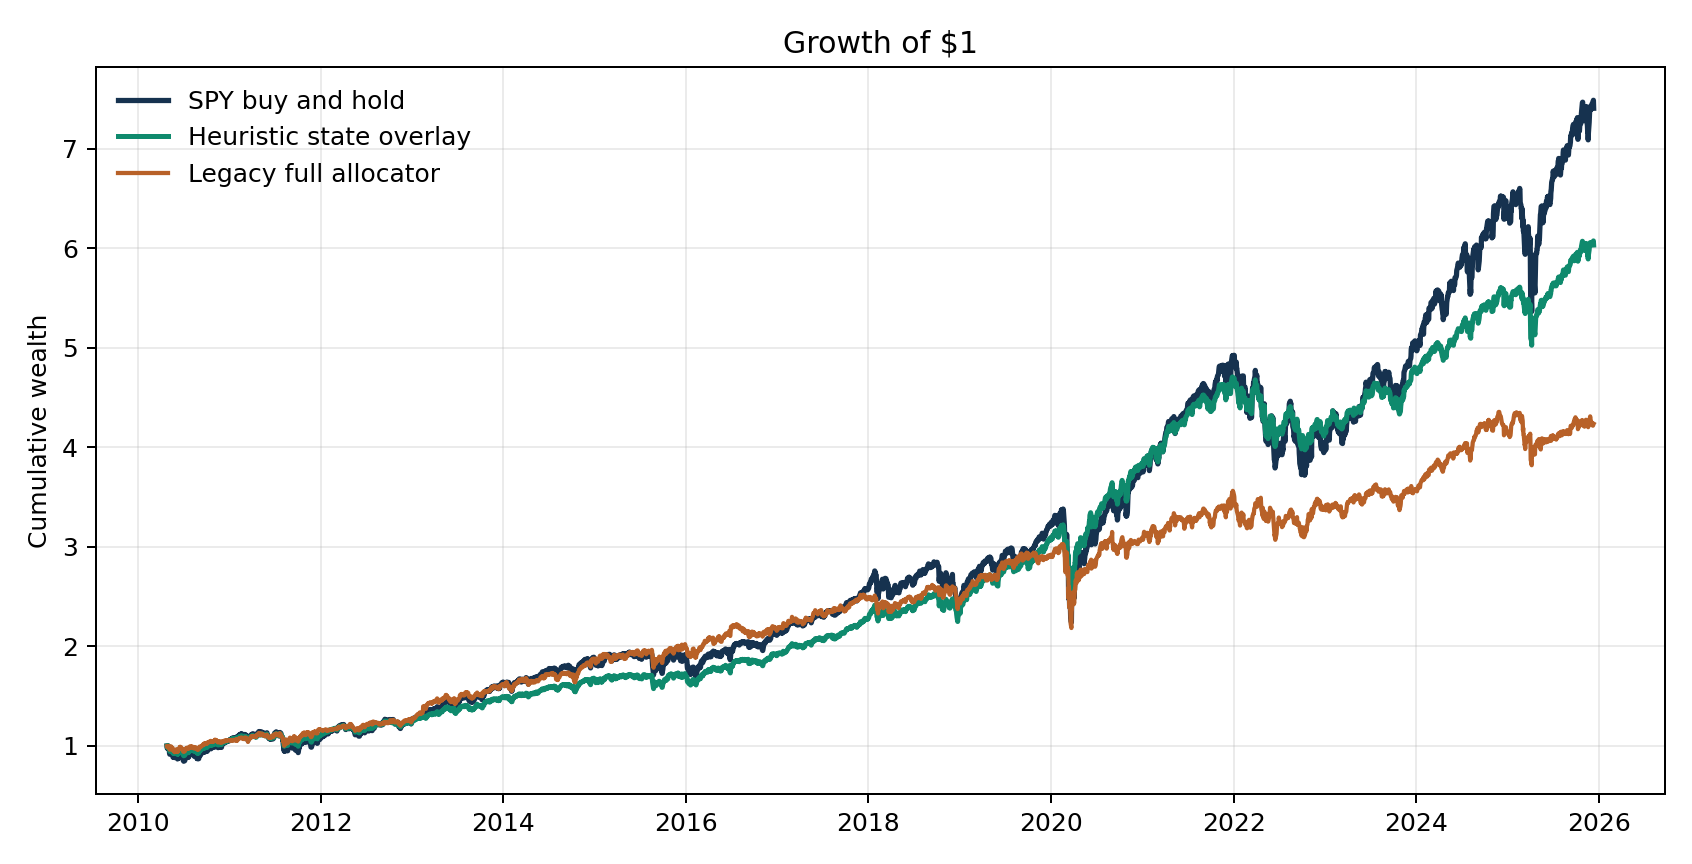 Growth of $1
SPY buy and hold
Heuristic state overlay
Legacy full allocator
Cumulative wealth
7
6
5
4
3
2
1
2010 2012 2014 2016 2018 2020 2022 2024 2026